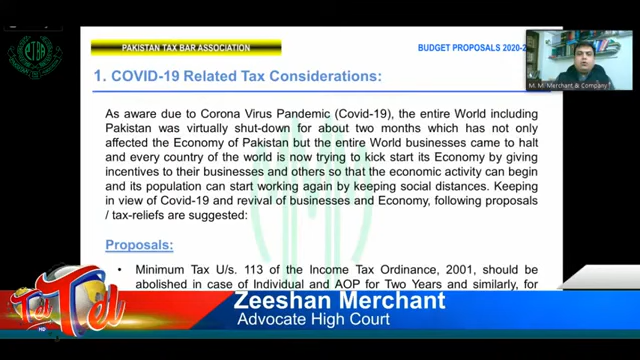 PAKISTAN TAX BAR ASSOCIATION
BUDGET PROPOSALS 2020-2
M. M. Merchant & Company
1. COVID-19 Related Tax Considerations:
As aware due to Corona Virus Pandemic (Covid-19), the entire World including
Pakistan was virtually shut-down for about two months which has not only
affected the Economy of Pakistan but the entire World businesses came to halt
and every country of the world is now trying to kick start its Economy by giving
incentives to their businesses and others so that the economic activity can begin
and its population can start working again by keeping social distances. Keeping
in view of Covid-19 and revival of businesses and Economy, following proposals
/ tax-reliefs are suggested:
Proposals:
• Minimum Tax U/s. 113 of the Income Tax Ordinance, 2001, should be
abolished in case of Individual and AOP for Two Years and similarly, for
Tel
Tel
HD
Zeeshan Merchant
Advocate High Court